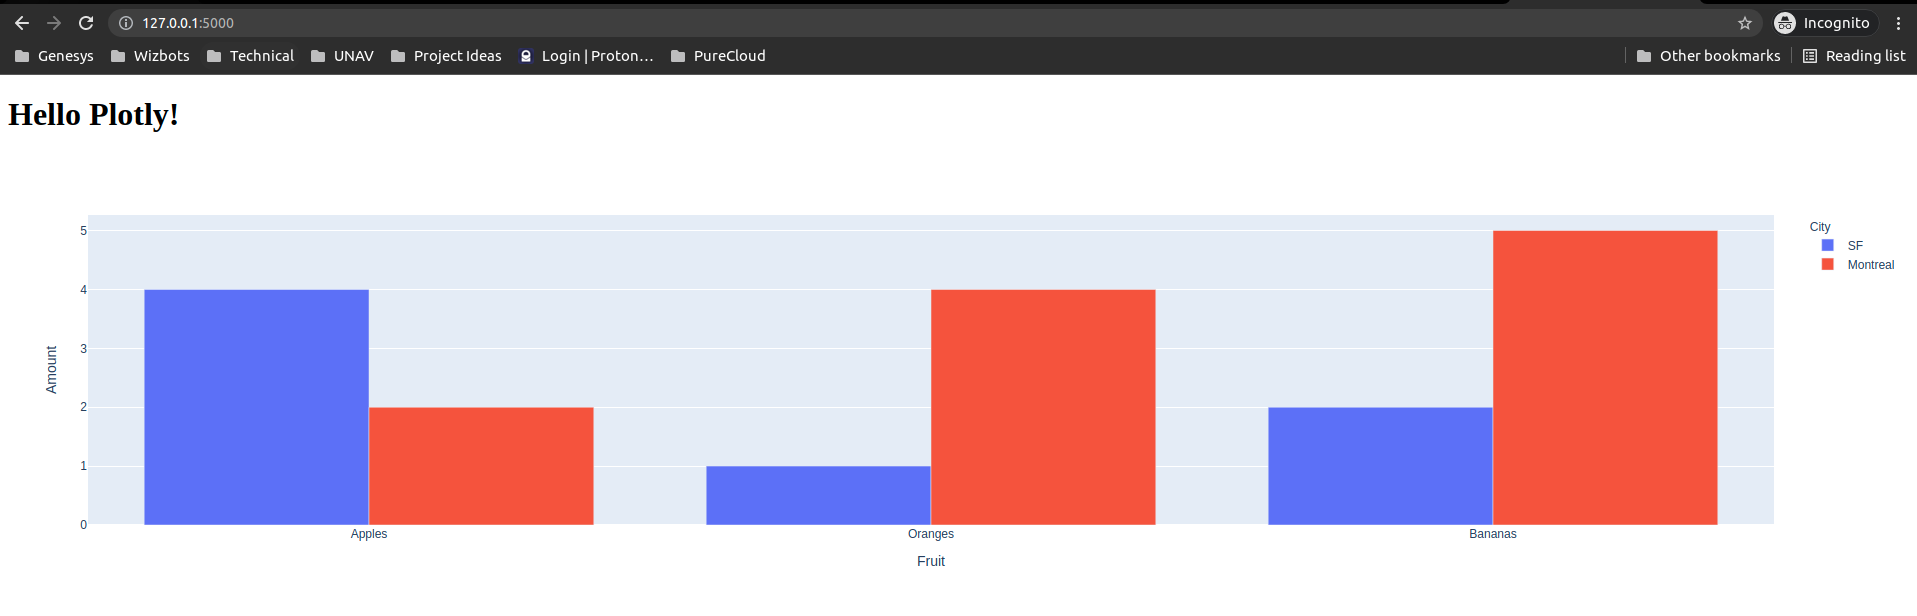 127.0.0.1:5000
Incognito
Genesys Wizbots Technical UNAV Project Ideas Login | Proton… PureCloud Other bookmarks Reading list
Hello Plotly!
City
SF
Montreal
5
4
3
2
1
0
Amount
Apples Oranges Bananas
Fruit